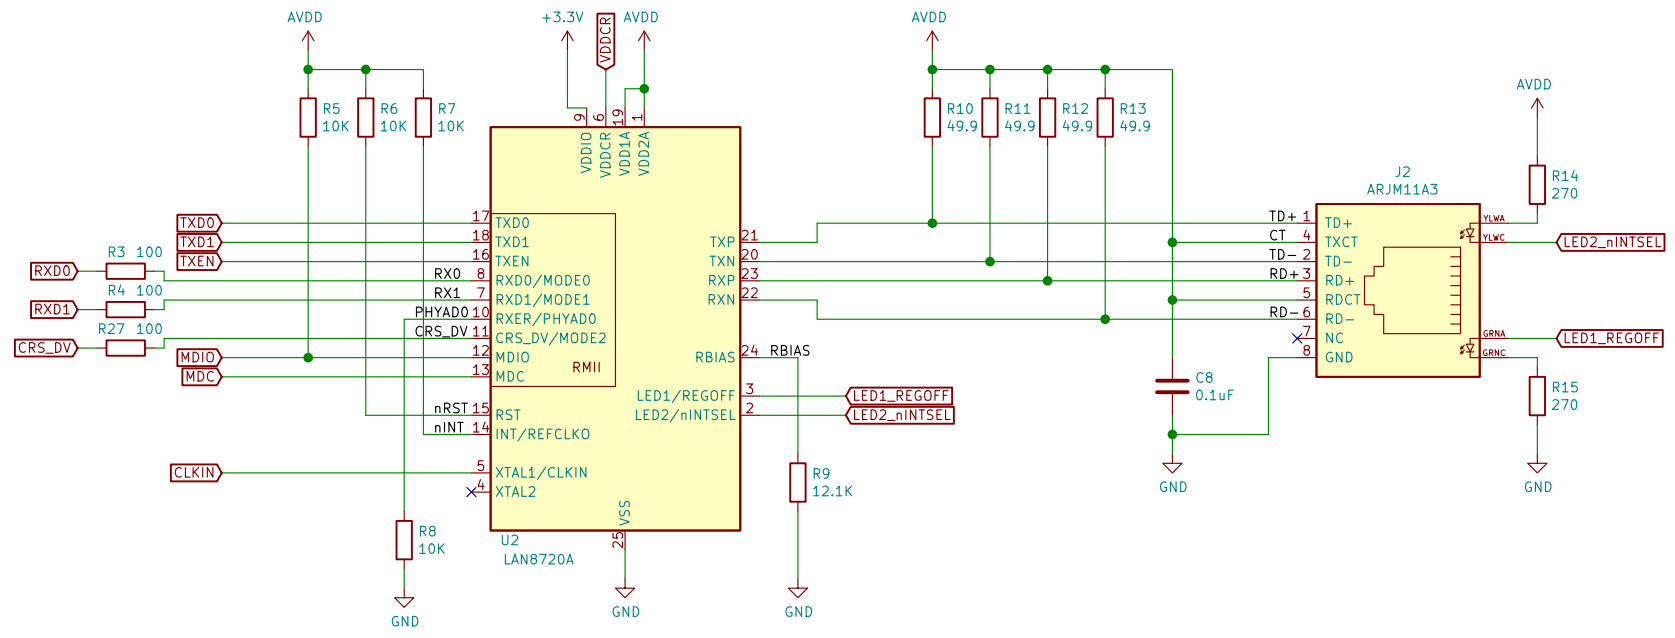 AVDD
+3.3V
VDDCR
AVDD
AVDD
AVDD
R5
10K
R6
10K
R7
10K
9
6
19
1
VDDIO
VDDCR
VDD1A
VDD2A
R10
49.9
R11
49.9
R12
49.9
R13
49.9
R14
270
J2
ARJM11A3
TXD0
17 TXD0
TXD1
18 TXD1
TXEN
16 TXEN
RXD0
R3 100
RX0 8 RXD0/MODE0
RXD1
R4 100
RX1 7 RXD1/MODE1
PHYAD0 10 RXER/PHYAD0
CRS_DV
R27 100
CRS_DV 11 CRS_DV/MODE2
MDIO
12 MDIO
MDC
13 MDC
RMII
nRST 15 RST
nINT 14 INT/REFCLKO
CLKIN
5 XTAL1/CLKIN
4 XTAL2
TXP 21
TXN 20
RXP 23
RXN 22
RBIAS 24 RBIAS
LED1/REGOFF 3
LED1_REGOFF
LED2/nINTSEL 2
LED2_nINTSEL
VSS
25
U2
LAN8720A
R8
10K
GND
GND
R9
12.1K
GND
TD+ 1 TD+
CT 4 TXCT
TD- 2 TD-
RD+ 3 RD+
5 RDCT
RD- 6 RD-
7 NC
8 GND
YLWA
YLWC
LED2_nINTSEL
GRNA
LED1_REGOFF
GRNC
C8
0.1uF
GND
R15
270
GND